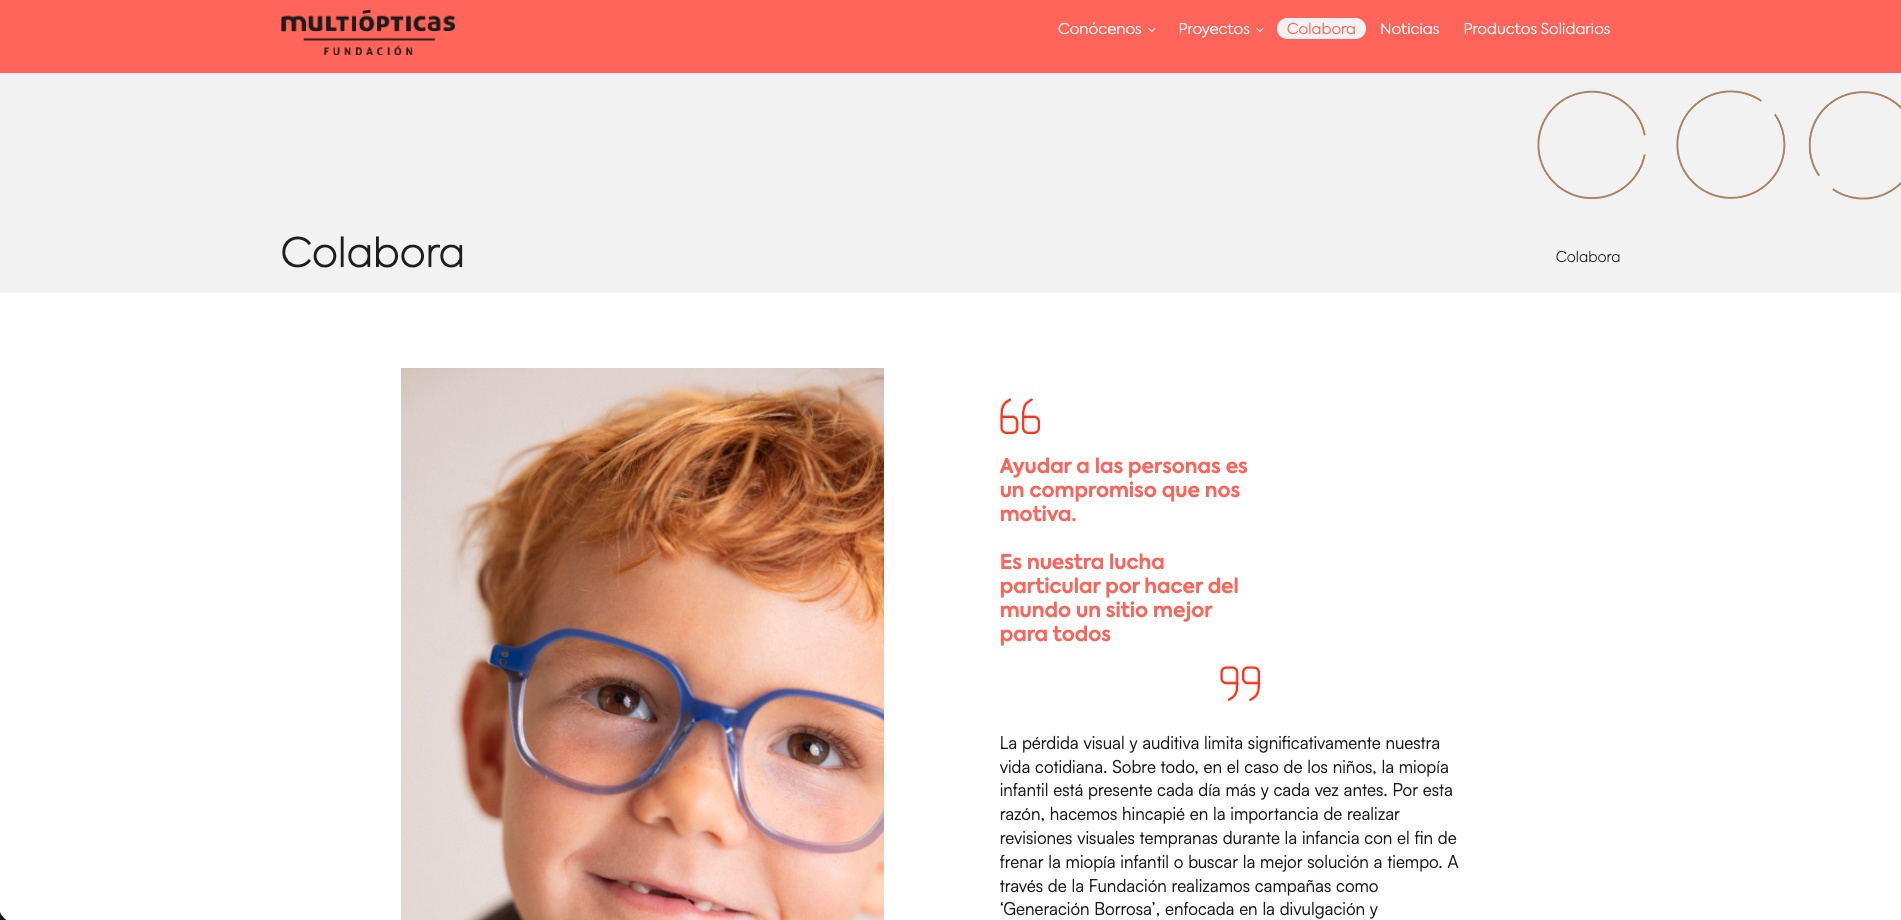 MULTIÓPTICAS
FUNDACIÓN
Conócenos
Proyectos
Colabora
Noticias
Productos Solidarios
Colabora
Colabora
Ayudar a las personas es
un compromiso que nos
motiva.
Es nuestra lucha
particular por hacer del
mundo un sitio mejor
para todos
La pérdida visual y auditiva limita significativamente nuestra
vida cotidiana. Sobre todo, en el caso de los niños, la miopía
infantil está presente cada día más y cada vez antes. Por esta
razón, hacemos hincapié en la importancia de realizar
revisiones visuales tempranas durante la infancia con el fin de
frenar la miopía infantil o buscar la mejor solución a tiempo. A
través de la Fundación realizamos campañas como
‘Generación Borrosa’, enfocada en la divulgación y